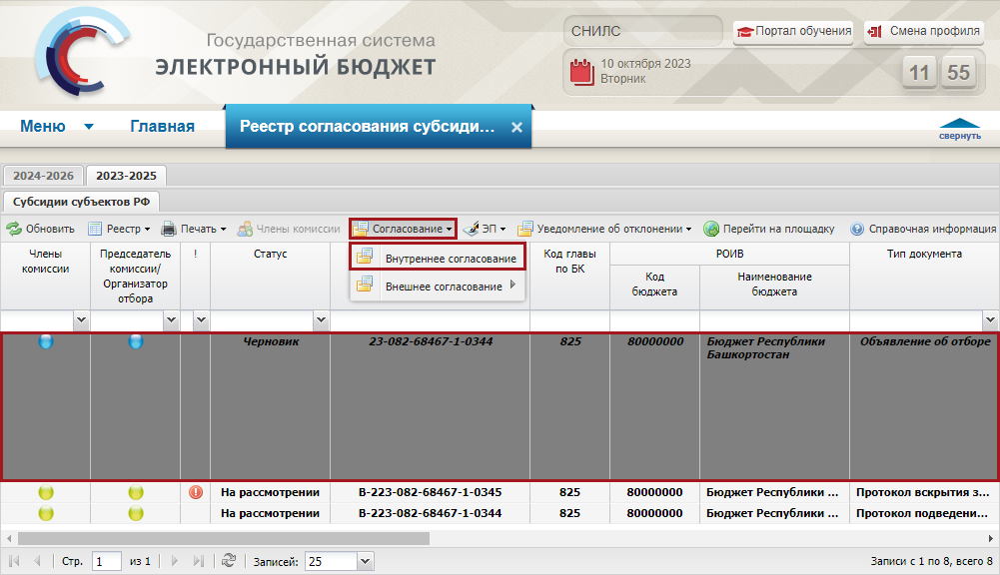 Государственная система
ЭЛЕКТРОННЫЙ БЮДЖЕТ
СНИЛС
Портал обучения
Смена профиля
10 октября 2023
Вторник
11 55
Меню
Главная
Реестр согласования субсиди...
свернуть
2024-2026
2023-2025
Субсидии субъектов РФ
Обновить
Реестр
Печать
Члены комиссии
Согласование
ЭП
Уведомление об отклонении
Перейти на площадку
Справочная информация
Внутреннее согласование
Внешнее согласование
Члены
комиссии
Председатель
комиссии/
Организатор
отбора
!
Статус
Код главы
по БК
РОИВ
Код
бюджета
Наименование
бюджета
Тип документа
Черновик 23-082-68467-1-0344 825 80000000 Бюджет Республики Объявление об отборе
Башкортостан
На рассмотрении В-223-082-68467-1-0345 825 80000000 Бюджет Республики ... Протокол вскрытия з...
На рассмотрении В-223-082-68467-1-0344 825 80000000 Бюджет Республики ... Протокол подведени...
Стр. 1 из 1 Записей: 25 Записи с 1 по 8, всего 8